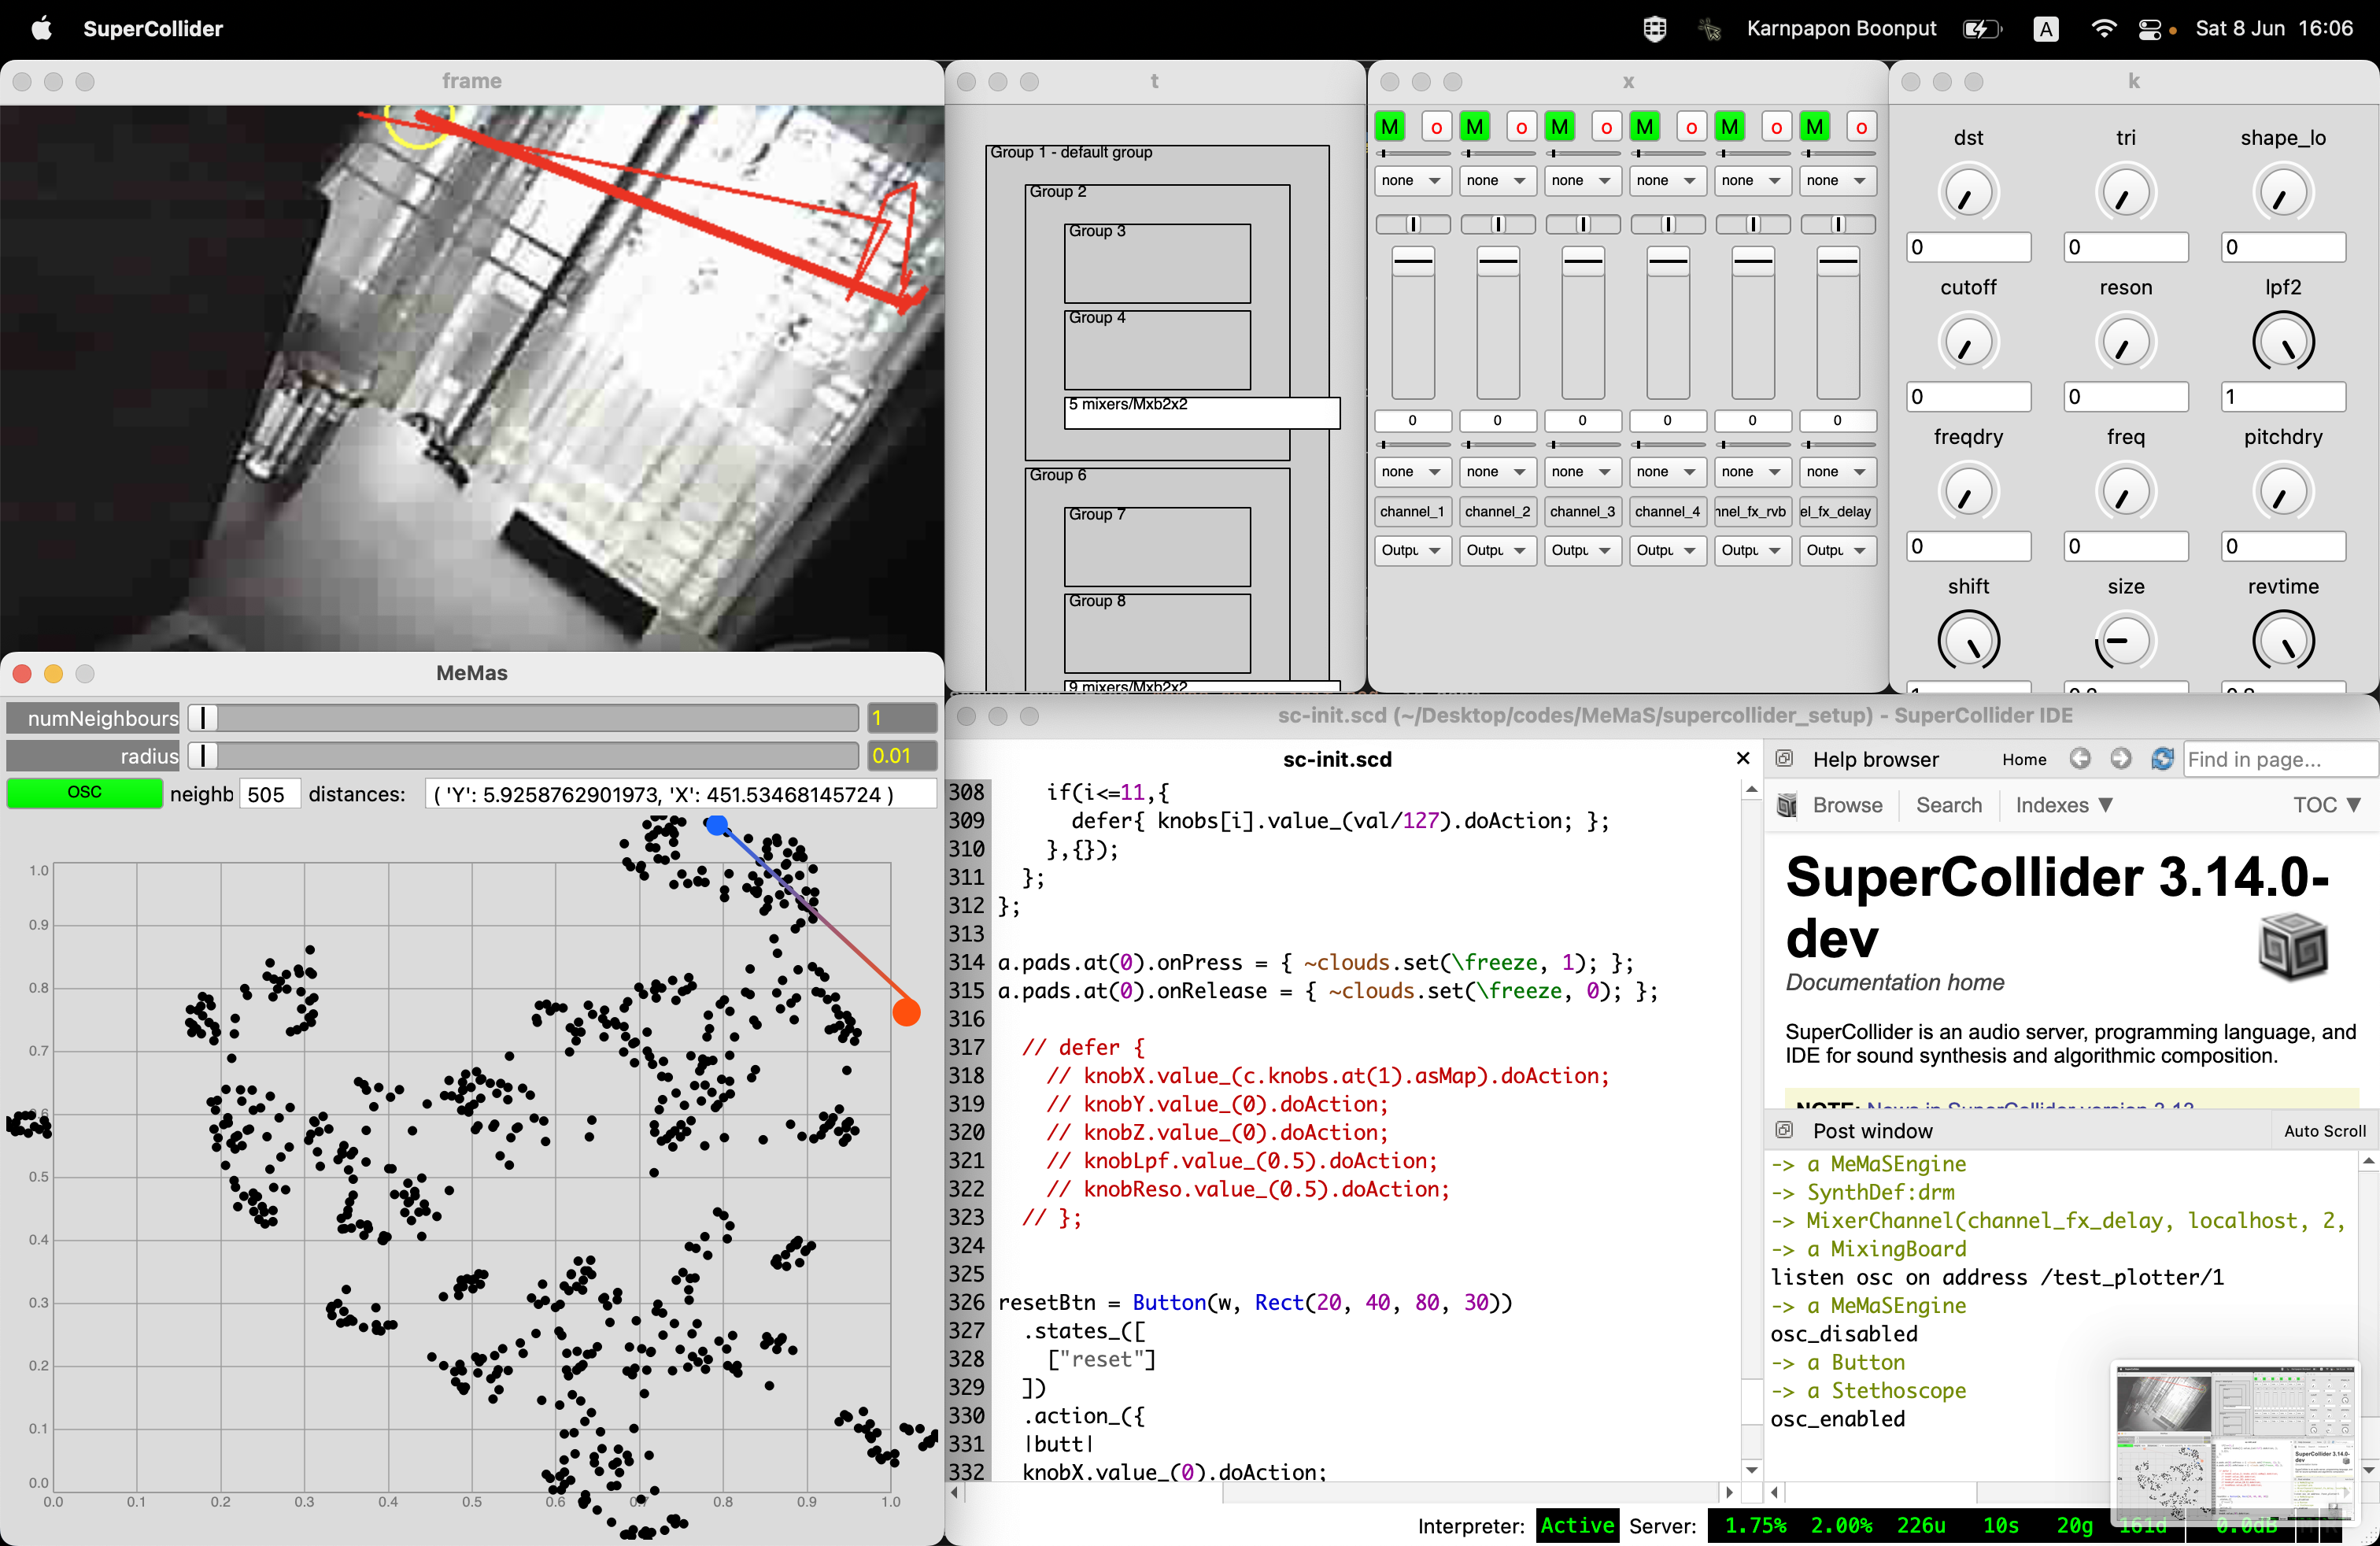 SuperCollider
Karnpapon Boonput
A
Sat 8 Jun 16:06
frame
t
Group 1 - default group
Group 2
Group 3
Group 4
5 mixers/Mxb2x2
Group 6
Group 7
Group 8
9 mixers/Mxb2x2
x
M o M o M o M o M o M o
none none none none none none
0 0 0 0 0 0
none none none none none none
channel_1 channel_2 channel_3 channel_4 nnel_fx_rvb el_fx_delay
Outpu Outpu Outpu Outpu Outpu Outpu
k
dst tri shape_lo
0 0 0
cutoff reson lpf2
0 0 1
freqdry freq pitchdry
0 0 0
shift size revtime
MeMas
numNeighbours 1
radius 0.01
OSC neighb 505 distances: ( 'Y': 5.9258762901973, 'X': 451.53468145724 )
1.0
0.9
0.8
0.7
0.6
0.5
0.4
0.3
0.2
0.1
0.0
0.0 0.1 0.2 0.3 0.4 0.5 0.6 0.7 0.8 0.9 1.0
sc-init.scd (~/Desktop/codes/MeMaS/supercollider_setup) - SuperCollider IDE
sc-init.scd
308 if(i<=11,{
309 defer{ knobs[i].value_(val/127).doAction; };
310 },{});
311 };
312 };
313
314 a.pads.at(0).onPress = { ~clouds.set(\freeze, 1); };
315 a.pads.at(0).onRelease = { ~clouds.set(\freeze, 0); };
316
317 // defer {
318 // knobX.value_(c.knobs.at(1).asMap).doAction;
319 // knobY.value_(0).doAction;
320 // knobZ.value_(0).doAction;
321 // knobLpf.value_(0.5).doAction;
322 // knobReso.value_(0.5).doAction;
323 // };
324
325
326 resetBtn = Button(w, Rect(20, 40, 80, 30))
327 .states_([
328 ["reset"]
329 ])
330 .action_({
331 |butt|
332 knobX.value_(0).doAction;
Help browser Home Find in page...
Browse Search Indexes ▼ TOC ▼
SuperCollider 3.14.0-
dev
Documentation home
SuperCollider is an audio server, programming language, and
IDE for sound synthesis and algorithmic composition.
NOTE: News in SuperCollider version 3.13
Post window Auto Scroll
-> a MeMaSEngine
-> SynthDef:drm
-> MixerChannel(channel_fx_delay, localhost, 2,
-> a MixingBoard
listen osc on address /test_plotter/1
-> a MeMaSEngine
osc_disabled
-> a Button
-> a Stethoscope
osc_enabled
Interpreter: Active Server: 1.75% 2.00% 226u 10s 20g 161d 0.0dB